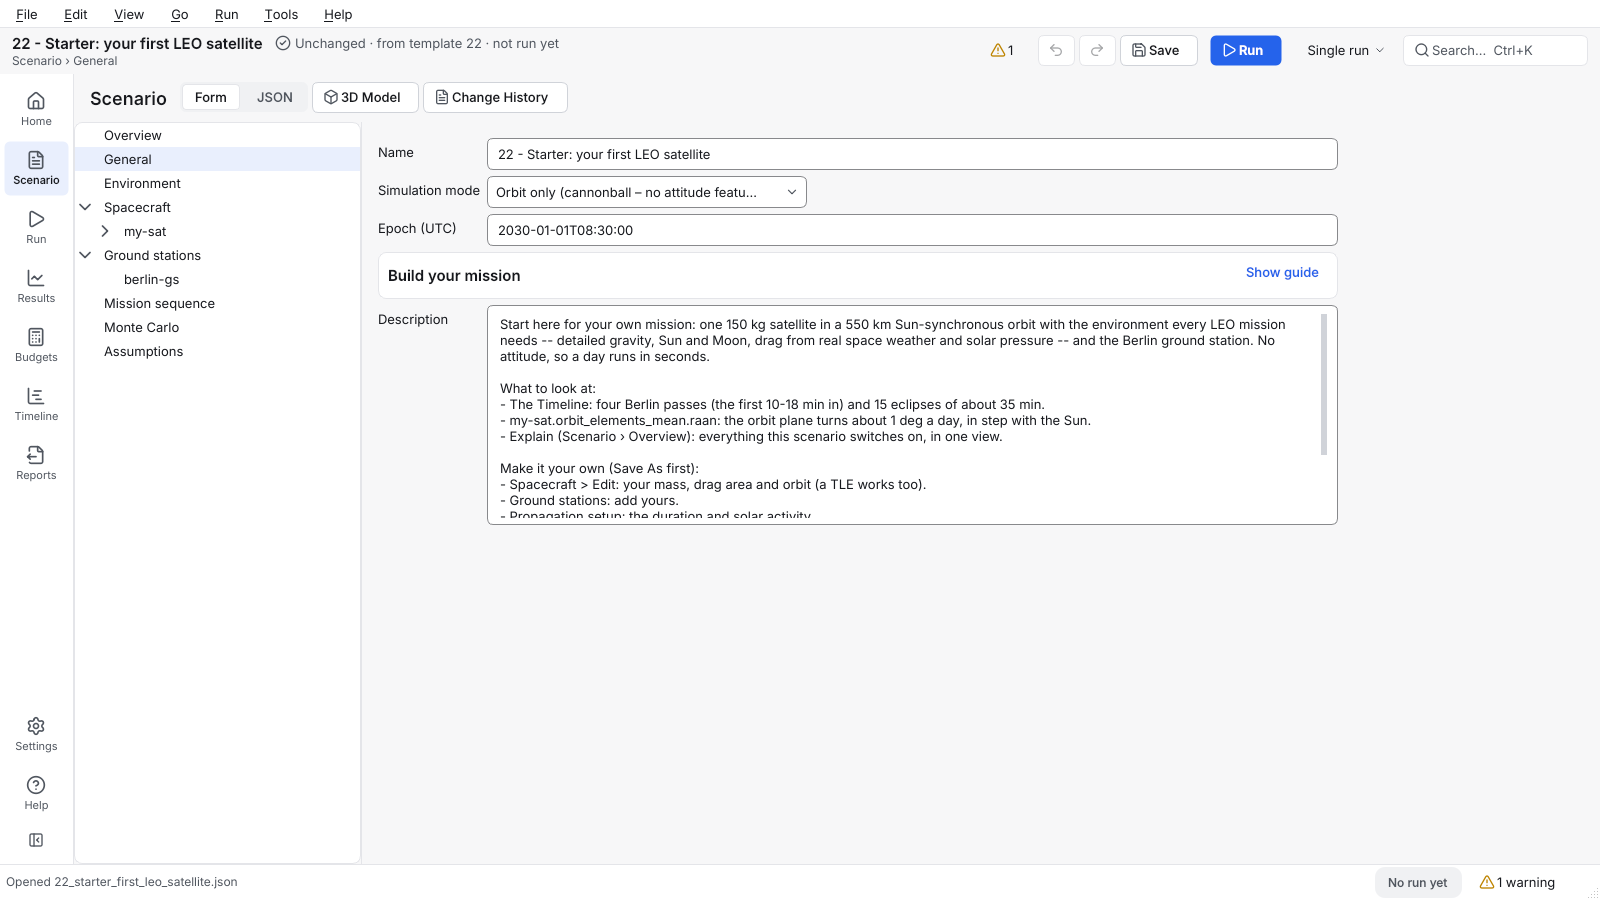 File Edit View Go Run Tools Help
22 - Starter: your first LEO satellite
Unchanged · from template 22 · not run yet
Scenario › General
1
Save
Run
Single run
Search... Ctrl+K
Home
Scenario
Run
Results
Budgets
Timeline
Reports
Settings
Help
Scenario
Form
JSON
3D Model
Change History
Overview
General
Environment
Spacecraft
my-sat
Ground stations
berlin-gs
Mission sequence
Monte Carlo
Assumptions
Name
22 - Starter: your first LEO satellite
Simulation mode
Orbit only (cannonball – no attitude featu...
Epoch (UTC)
2030-01-01T08:30:00
Build your mission
Show guide
Description
Start here for your own mission: one 150 kg satellite in a 550 km Sun-synchronous orbit with the environment every LEO mission
needs -- detailed gravity, Sun and Moon, drag from real space weather and solar pressure -- and the Berlin ground station. No
attitude, so a day runs in seconds.
What to look at:
- The Timeline: four Berlin passes (the first 10-18 min in) and 15 eclipses of about 35 min.
- my-sat.orbit_elements_mean.raan: the orbit plane turns about 1 deg a day, in step with the Sun.
- Explain (Scenario › Overview): everything this scenario switches on, in one view.
Make it your own (Save As first):
- Spacecraft > Edit: your mass, drag area and orbit (a TLE works too).
- Ground stations: add yours.
- Propagation setup: the duration and solar activity
Opened 22_starter_first_leo_satellite.json
No run yet
1 warning